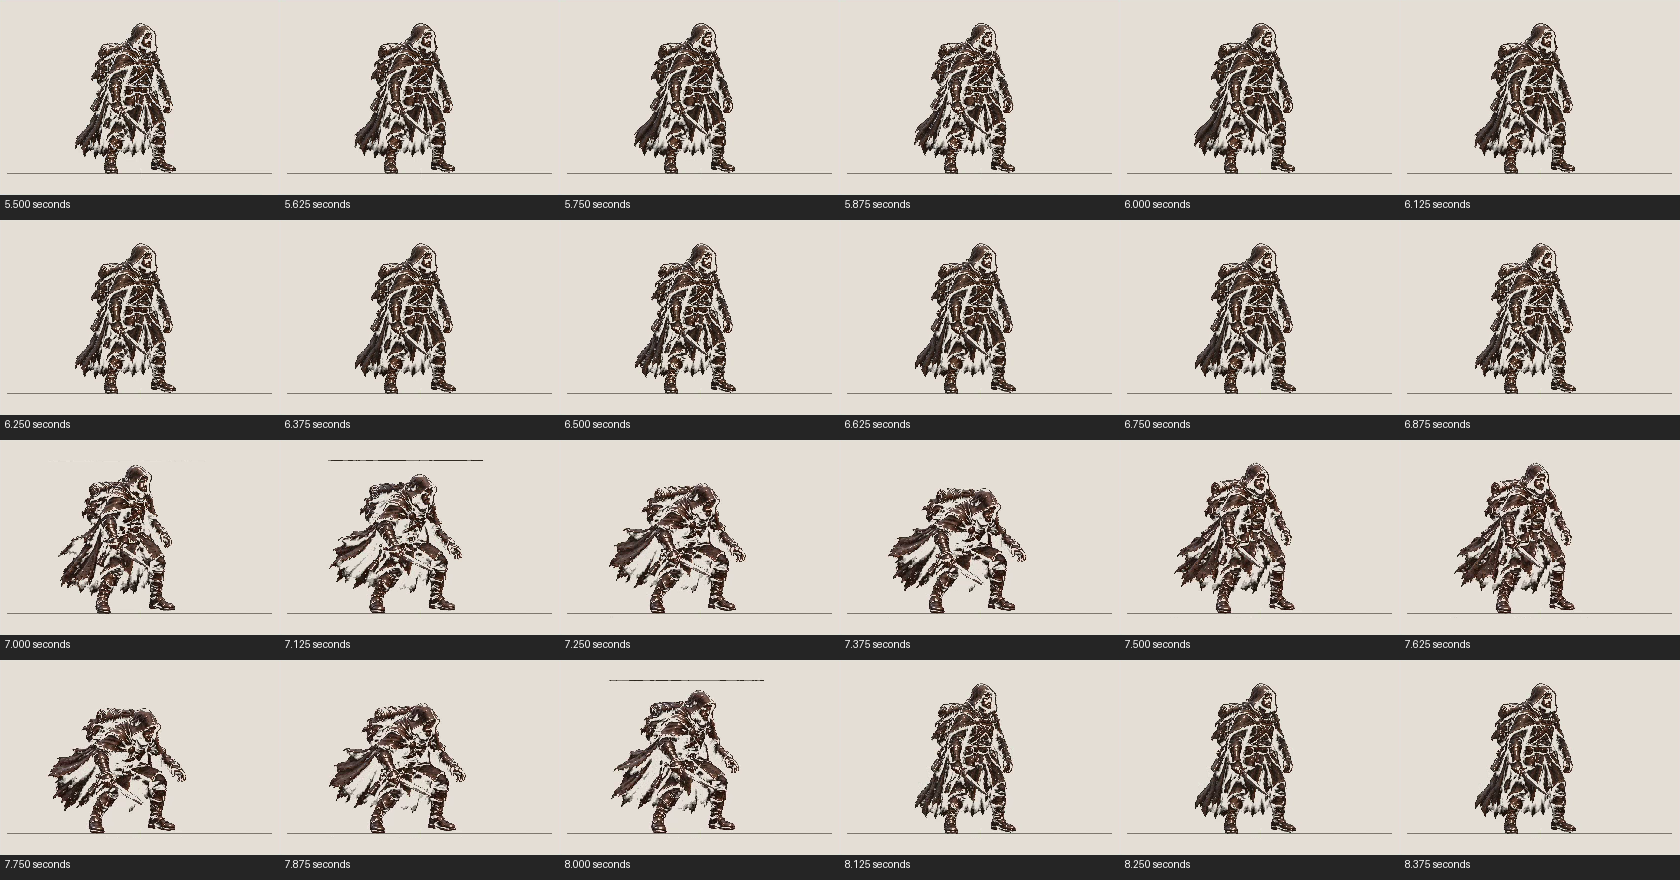 5.500 seconds
5.625 seconds
5.750 seconds
5.875 seconds
6.000 seconds
6.125 seconds
6.250 seconds
6.375 seconds
6.500 seconds
6.625 seconds
6.750 seconds
6.875 seconds
7.000 seconds
7.125 seconds
7.250 seconds
7.375 seconds
7.500 seconds
7.625 seconds
7.750 seconds
7.875 seconds
8.000 seconds
8.125 seconds
8.250 seconds
8.375 seconds